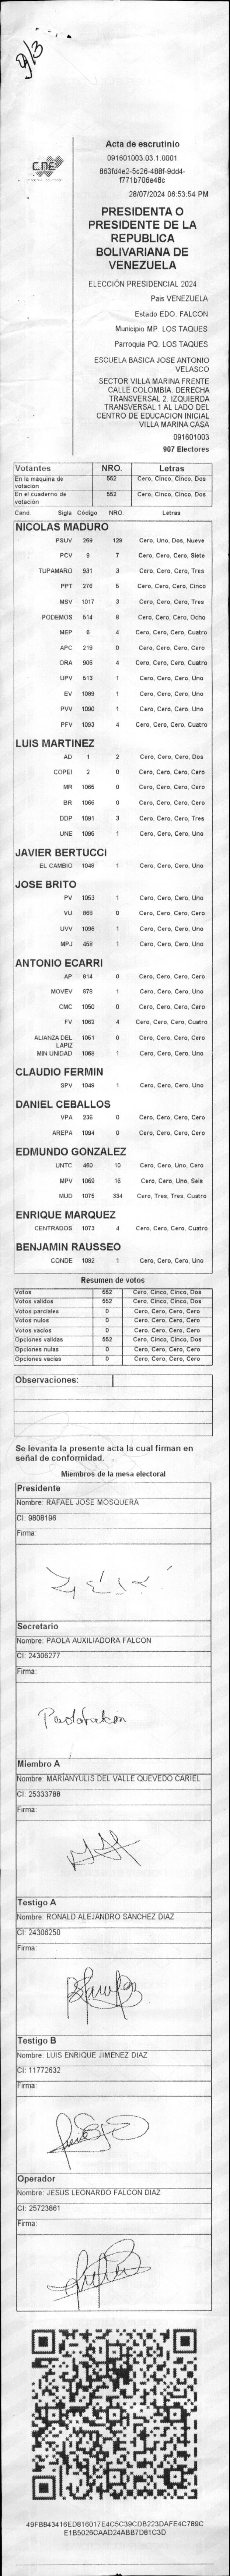 9/3
CNE
Acta de escrutinio
091601003.03.1.0001
863fd4e2-5c26-488f-9dd4-
f771b706e48c
28/07/2024 06:53:54 PM
PRESIDENTA O
PRESIDENTE DE LA
REPUBLICA
BOLIVARIANA DE
VENEZUELA
ELECCIÓN PRESIDENCIAL 2024
País VENEZUELA
Estado EDO. FALCON
Municipio MP. LOS TAQUES
Parroquia PQ. LOS TAQUES
ESCUELA BASICA JOSE ANTONIO
VELASCO
SECTOR VILLA MARINA FRENTE
CALLE COLOMBIA. DERECHA
TRANSVERSAL 2. IZQUIERDA
TRANSVERSAL 1 AL LADO DEL
CENTRO DE EDUCACION INICIAL
VILLA MARINA CASA
091601003
907 Electores
Votantes NRO. Letras
En la máquina de votación 552 Cero, Cinco, Cinco, Dos
En el cuaderno de votación 552 Cero, Cinco, Cinco, Dos
Cand. Sigla Código NRO. Letras
NICOLAS MADURO
PSUV 269 129 Cero, Uno, Dos, Nueve
PCV 9 7 Cero, Cero, Cero, Siete
TUPAMARO 931 3 Cero, Cero, Cero, Tres
PPT 276 5 Cero, Cero, Cero, Cinco
MSV 1017 3 Cero, Cero, Cero, Tres
PODEMOS 514 8 Cero, Cero, Cero, Ocho
MEP 6 4 Cero, Cero, Cero, Cuatro
APC 219 0 Cero, Cero, Cero, Cero
ORA 906 4 Cero, Cero, Cero, Cuatro
UPV 513 1 Cero, Cero, Cero, Uno
EV 1099 1 Cero, Cero, Cero, Uno
PVV 1090 1 Cero, Cero, Cero, Uno
PFV 1093 4 Cero, Cero, Cero, Cuatro
LUIS MARTINEZ
AD 1 2 Cero, Cero, Cero, Dos
COPEI 2 0 Cero, Cero, Cero, Cero
MR 1065 0 Cero, Cero, Cero, Cero
BR 1066 0 Cero, Cero, Cero, Cero
DDP 1091 3 Cero, Cero, Cero, Tres
UNE 1095 1 Cero, Cero, Cero, Uno
JAVIER BERTUCCI
EL CAMBIO 1048 1 Cero, Cero, Cero, Uno
JOSE BRITO
PV 1053 1 Cero, Cero, Cero, Uno
VU 868 0 Cero, Cero, Cero, Cero
UVV 1096 1 Cero, Cero, Cero, Uno
MPJ 458 1 Cero, Cero, Cero, Uno
ANTONIO ECARRI
AP 914 0 Cero, Cero, Cero, Cero
MOVEV 978 1 Cero, Cero, Cero, Uno
CMC 1050 0 Cero, Cero, Cero, Cero
FV 1062 4 Cero, Cero, Cero, Cuatro
ALIANZA DEL LAPIZ 1051 0 Cero, Cero, Cero, Cero
MIN UNIDAD 1068 1 Cero, Cero, Cero, Uno
CLAUDIO FERMIN
SPV 1049 1 Cero, Cero, Cero, Uno
DANIEL CEBALLOS
VPA 236 0 Cero, Cero, Cero, Cero
AREPA 1094 0 Cero, Cero, Cero, Cero
EDMUNDO GONZALEZ
UNTC 460 10 Cero, Cero, Uno, Cero
MPV 1069 16 Cero, Cero, Uno, Seis
MUD 1075 334 Cero, Tres, Tres, Cuatro
ENRIQUE MARQUEZ
CENTRADOS 1073 4 Cero, Cero, Cero, Cuatro
BENJAMIN RAUSSEO
CONDE 1092 1 Cero, Cero, Cero, Uno
Resumen de votos
Votos 552 Cero, Cinco, Cinco, Dos
Votos válidos 552 Cero, Cinco, Cinco, Dos
Votos parciales 0 Cero, Cero, Cero, Cero
Votos nulos 0 Cero, Cero, Cero, Cero
Votos vacíos 0 Cero, Cero, Cero, Cero
Opciones válidas 552 Cero, Cinco, Cinco, Dos
Opciones nulas 0 Cero, Cero, Cero, Cero
Opciones vacías 0 Cero, Cero, Cero, Cero
Observaciones:
Se levanta la presente acta la cual firman en
señal de conformidad.
Miembros de la mesa electoral
Presidente
Nombre: RAFAEL JOSE MOSQUERA
CI: 9808196
Firma:
Secretario
Nombre: PAOLA AUXILIADORA FALCON
CI: 24306277
Firma:
Miembro A
Nombre: MARIANYULIS DEL VALLE QUEVEDO CARIEL
CI: 25333788
Firma:
Testigo A
Nombre: RONALD ALEJANDRO SANCHEZ DIAZ
CI: 24306250
Firma:
Testigo B
Nombre: LUIS ENRIQUE JIMENEZ DIAZ
CI: 11772632
Firma:
Operador
Nombre: JESUS LEONARDO FALCON DIAZ
CI: 25723861
Firma:
49FB843416ED816017E4C5C39CDB223DAFE4C789C
E1B5026CAAD24ABB7D81C3D